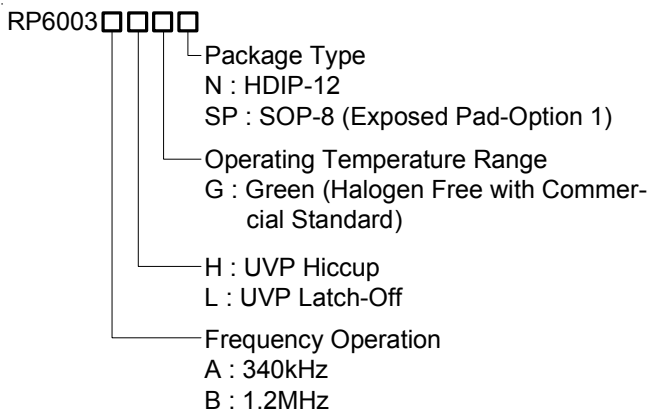 RP6003□□□□
Package Type
N : HDIP-12
SP : SOP-8 (Exposed Pad-Option 1)
Operating Temperature Range
G : Green (Halogen Free with Commer-
cial Standard)
H : UVP Hiccup
L : UVP Latch-Off
Frequency Operation
A : 340kHz
B : 1.2MHz